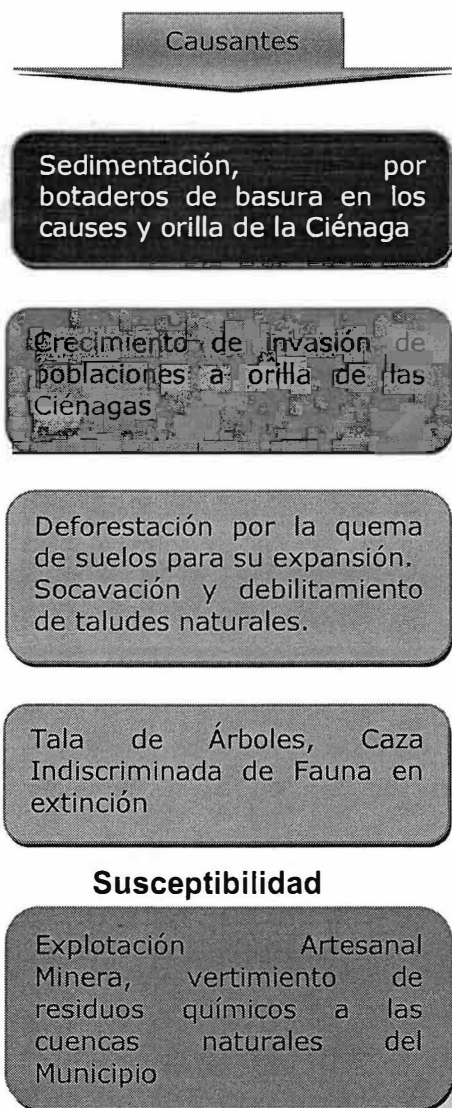 Causantes
Sedimentación, por
botaderos de basura en los
causes y orilla de la Ciénaga
Crecimiento de invasión de
poblaciones a orilla de las
Ciénagas
Deforestación por la quema
de suelos para su expansión.
Socavación y debilitamiento
de taludes naturales.
Tala de Árboles, Caza
Indiscriminada de Fauna en
extinción
Susceptibilidad
Explotación Artesanal
Minera, vertimiento de
residuos químicos a las
cuencas naturales del
Municipio